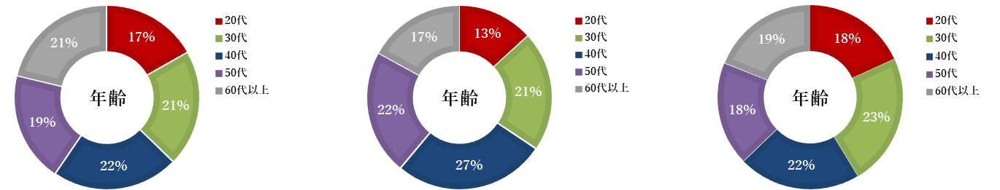 17%
21%
22%
19%
21%
年齢
20代
30代
40代
50代
60代以上
13%
21%
27%
22%
17%
年齢
20代
30代
40代
50代
60代以上
18%
23%
22%
18%
19%
年齢
20代
30代
40代
50代
60代以上